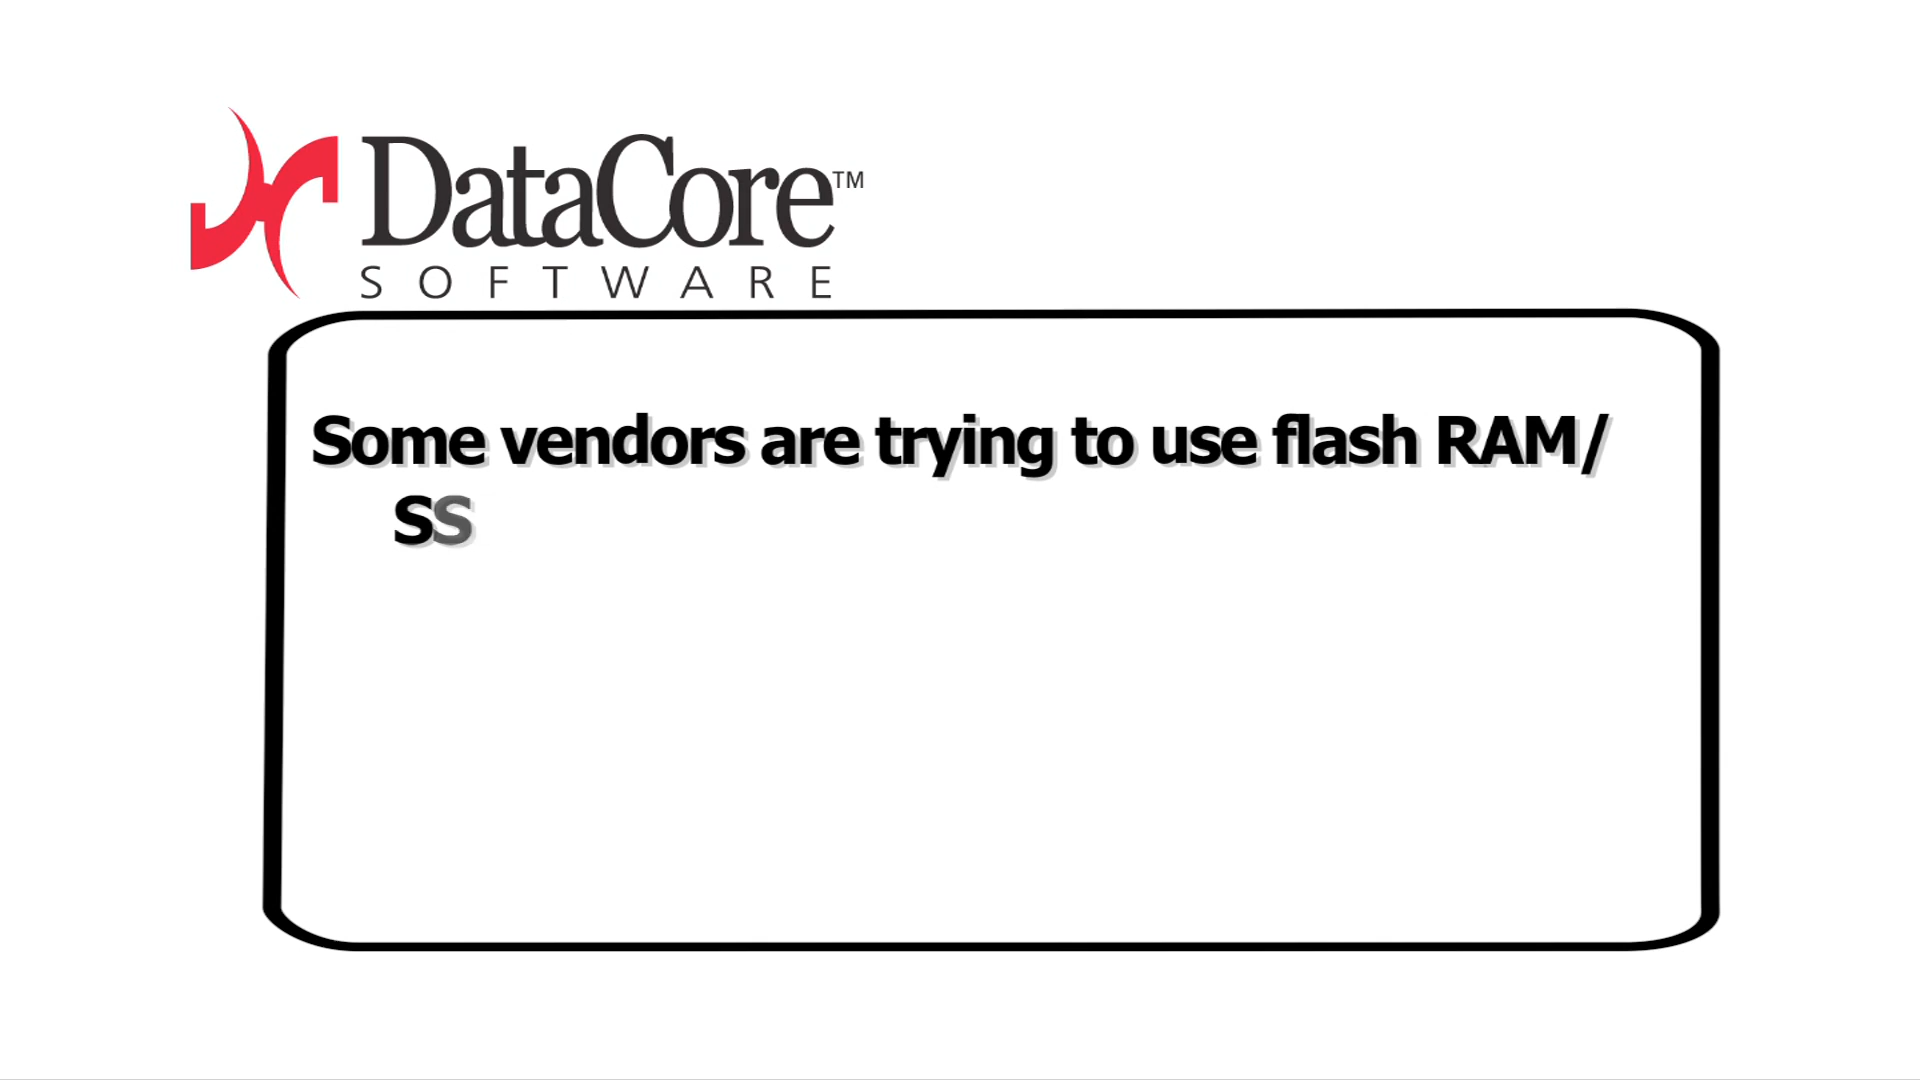 DataCore™
SOFTWARE
Some vendors are trying to use flash RAM/
SS